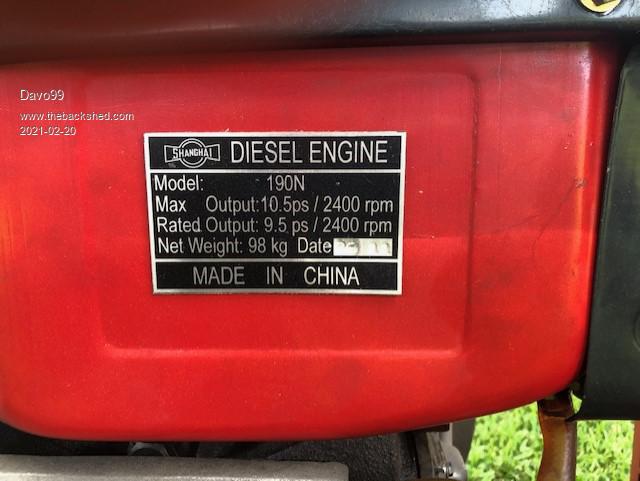 Davo99
www.thebackshed.com
2021-02-20
SHANGHAI DIESEL ENGINE
Model: 190N
Max Output:10.5ps / 2400 rpm
Rated Output: 9.5 ps / 2400 rpm
Net Weight: 98 kg Date
MADE IN CHINA